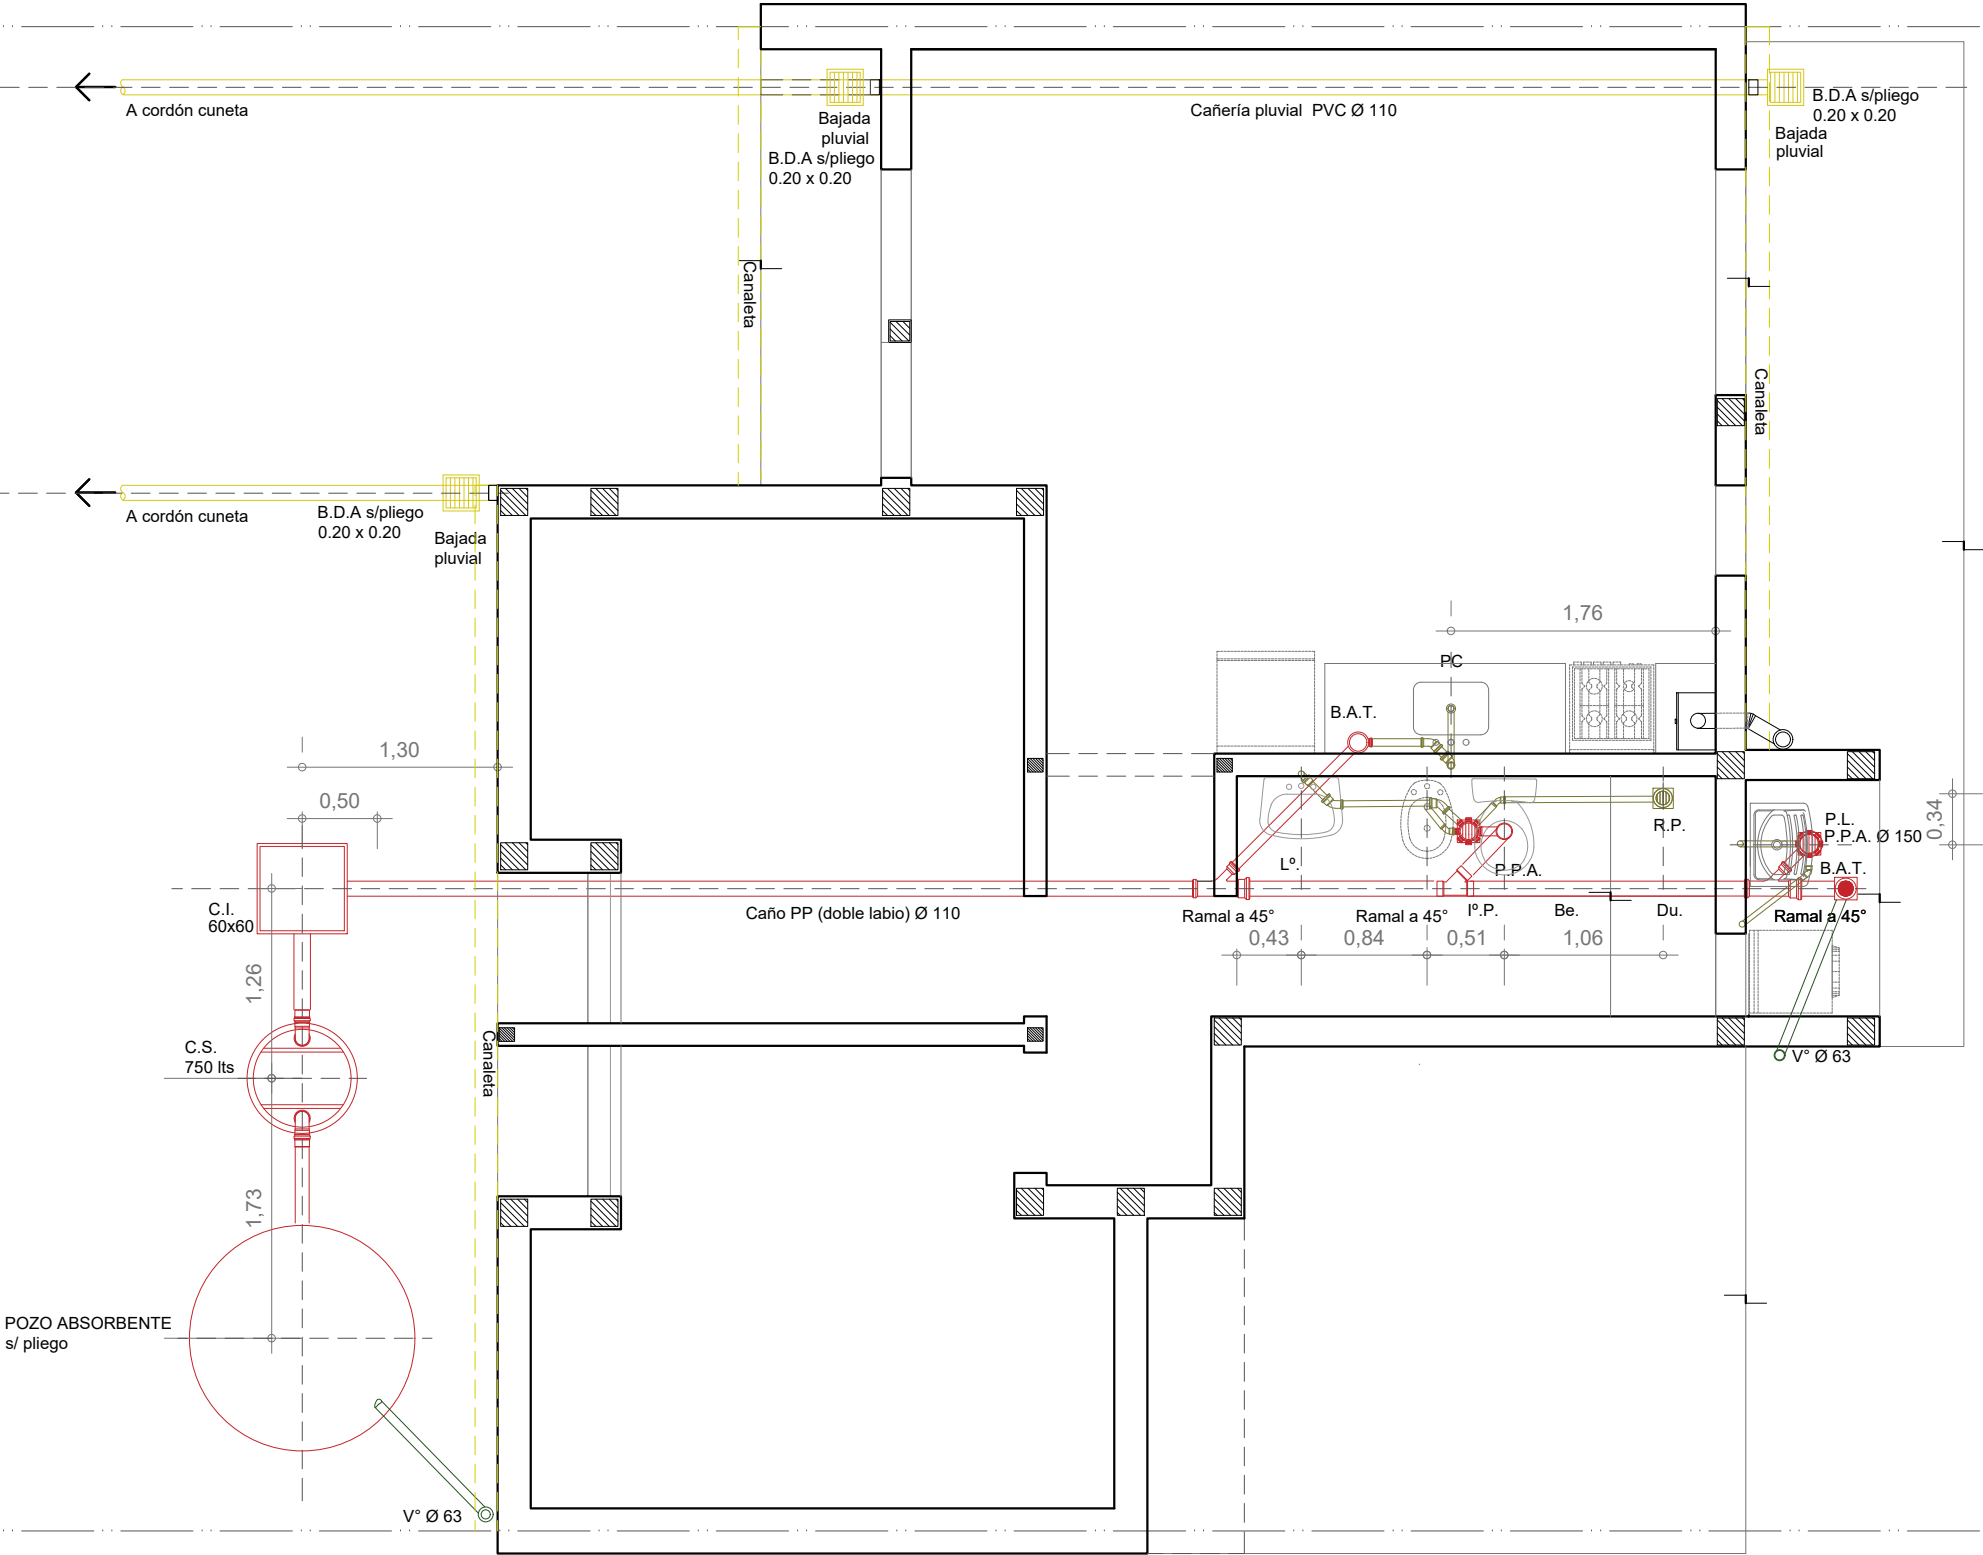 A cordón cuneta
Bajada
pluvial
B.D.A s/pliego
0.20 x 0.20
Cañería pluvial PVC Ø 110
B.D.A s/pliego
0.20 x 0.20
Bajada
pluvial
Canaleta
Canaleta
A cordón cuneta
B.D.A s/pliego
0.20 x 0.20
Bajada
pluvial
1,76
PC
B.A.T.
1,30
0,50
R.P.
P.L.
P.P.A. Ø 150
0,34
B.A.T.
Lº.
P.P.A.
C.I.
60x60
Caño PP (doble labio) Ø 110
Ramal a 45°
Ramal a 45°
Iº.P.
Be.
Du.
Ramal a 45°
0,43
0,84
0,51
1,06
1,26
C.S.
750 lts
Canaleta
V° Ø 63
1,73
POZO ABSORBENTE
s/ pliego
V° Ø 63